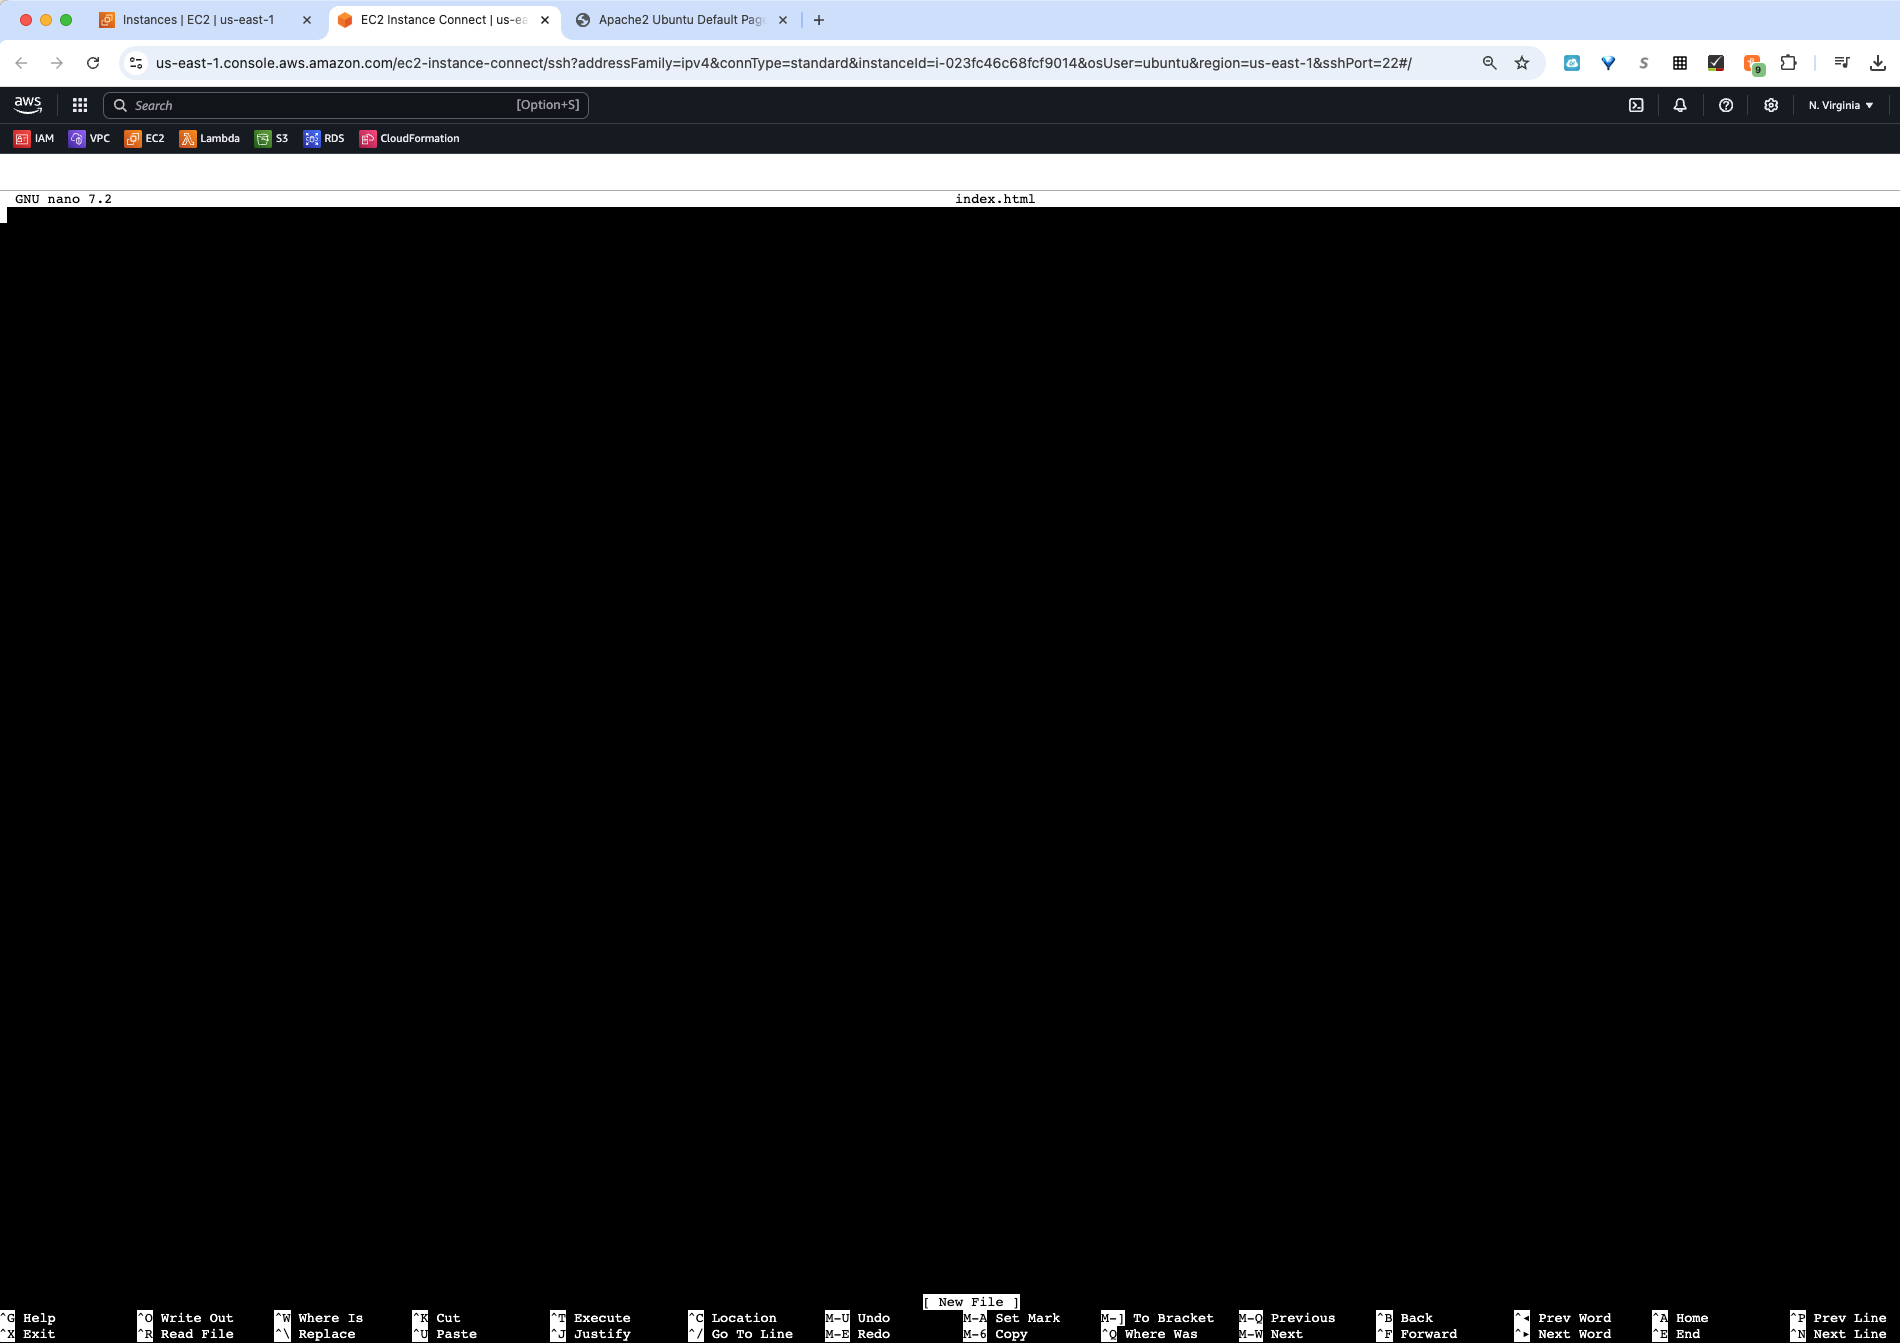 Instances | EC2 | us-east-1
EC2 Instance Connect | us-ea
Apache2 Ubuntu Default Pag
us-east-1.console.aws.amazon.com/ec2-instance-connect/ssh?addressFamily=ipv4&connType=standard&instanceId=i-023fc46c68fcf9014&osUser=ubuntu&region=us-east-1&sshPort=22#/
9
aws Search [Option+S] N. Virginia
IAM VPC EC2 Lambda S3 RDS CloudFormation
GNU nano 7.2 index.html
[ New File ]
^G Help ^O Write Out ^W Where Is ^K Cut ^T Execute ^C Location M-U Undo M-A Set Mark M-] To Bracket M-Q Previous ^B Back ^◂ Prev Word ^A Home ^P Prev Line
^X Exit ^R Read File ^\ Replace ^U Paste ^J Justify ^/ Go To Line M-E Redo M-6 Copy ^Q Where Was M-W Next ^F Forward ^▸ Next Word ^E End ^N Next Line